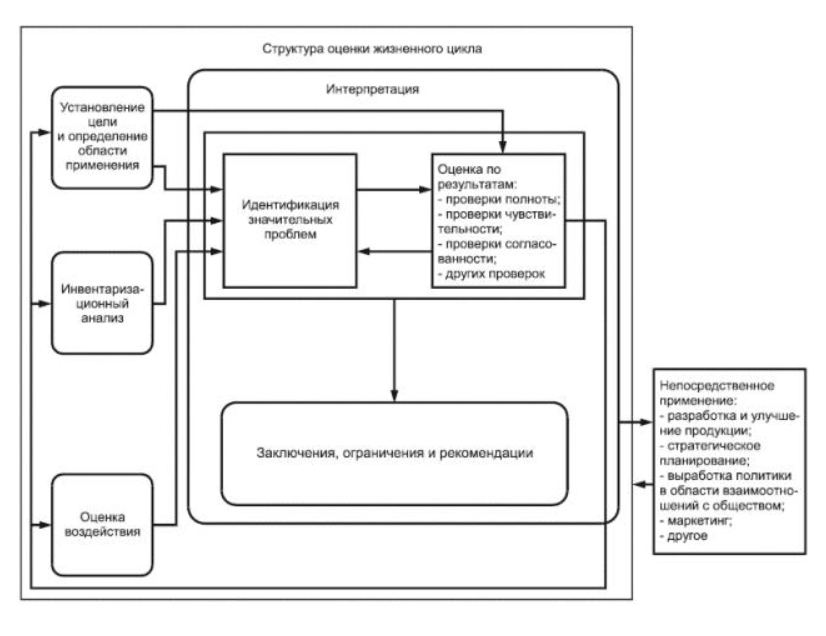 Структура оценки жизненного цикла
Интерпретация
Установление
цели
и определение
области
применения
Идентификация
значительных
проблем
Оценка по
результатам:
- проверки полноты;
- проверки чувстви-
тельности;
- проверки согласо-
ванности;
- других проверок
Инвентариза-
ционный
анализ
Заключения, ограничения и рекомендации
Оценка
воздействия
Непосредственное
применение:
- разработка и улучше-
ние продукции;
- стратегическое
планирование;
- выработка политики
в области взаимоотно-
шений с обществом;
- маркетинг;
- другое